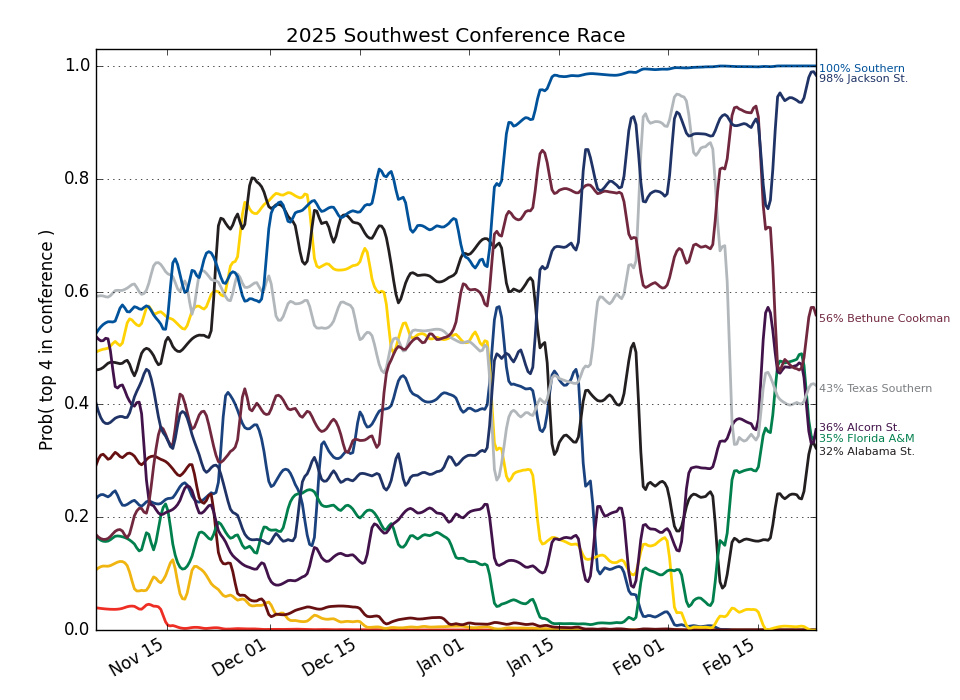 2025 Southwest Conference Race
Prob( top 4 in conference )
1.0
0.8
0.6
0.4
0.2
0.0
100% Southern
98% Jackson St.
56% Bethune Cookman
43% Texas Southern
36% Alcorn St.
35% Florida A&M
32% Alabama St.
Nov 15
Dec 01
Dec 15
Jan 01
Jan 15
Feb 01
Feb 15